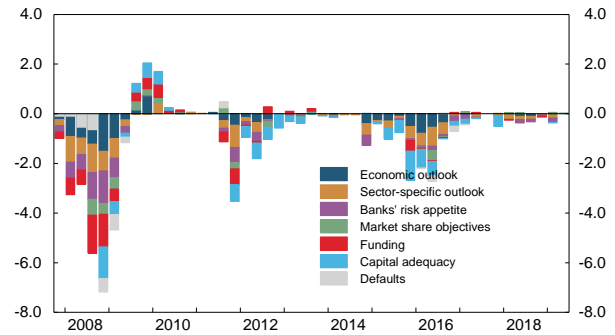 4.0 4.0
2.0 2.0
0.0 0.0
-2.0 -2.0
-4.0 -4.0
-6.0 -6.0
-8.0 -8.0
Economic outlook
Sector-specific outlook
Banks' risk appetite
Market share objectives
Funding
Capital adequacy
Defaults
2008 2010 2012 2014 2016 2018